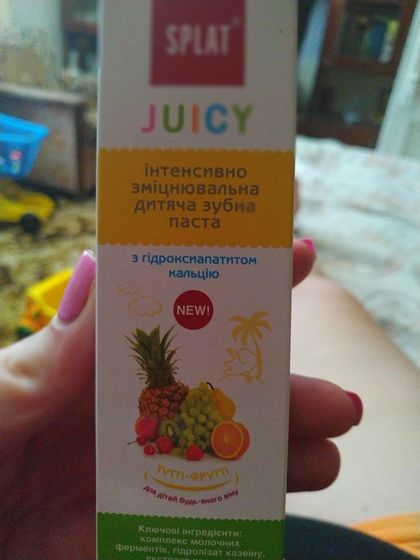 SPLAT
JUICY
інтенсивно
зміцнювальна
дитяча зубна
паста
з гідроксиапатитом
кальцію
NEW!
ТУТТІ-ФРУТТІ
для дітей будь-якого віку
Ключові інгредієнти:
комплекс молочних
ферментів, гідролізат казеїну,